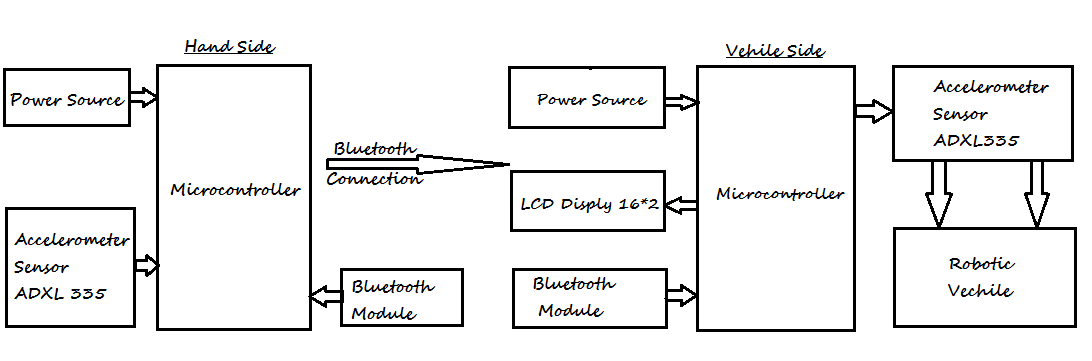 Hand Side
Power Source
Microcontroller
Accelerometer
Sensor
ADXL 335
Bluetooth
Module
Bluetooth
Connection
Vehile Side
Power Source
LCD Disply 16*2
Bluetooth
Module
Microcontroller
Accelerometer
Sensor
ADXL335
Robotic
Vechile